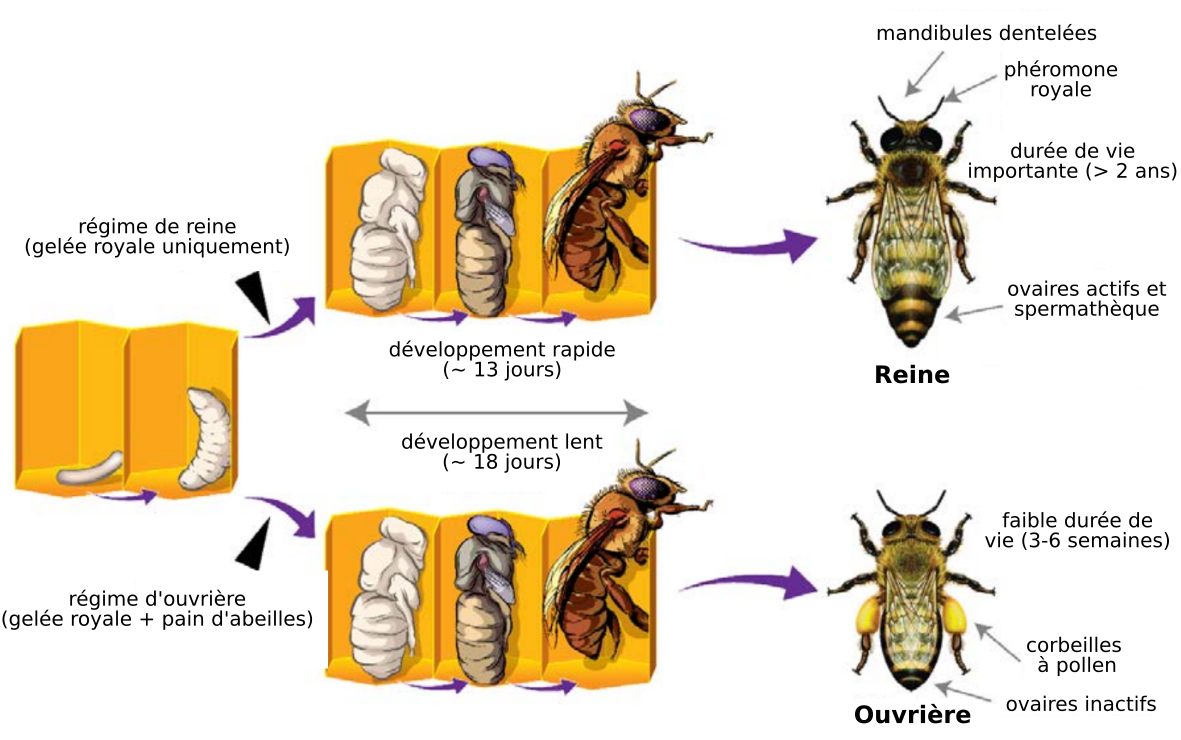 mandibules dentelées
phéromone
royale
durée de vie
importante (> 2 ans)
régime de reine
(gelée royale uniquement)
ovaires actifs et
spermathèque
développement rapide
(~ 13 jours)
Reine
développement lent
(~ 18 jours)
faible durée de
vie (3-6 semaines)
régime d'ouvrière
(gelée royale + pain d'abeilles)
corbeilles
à pollen
ovaires inactifs
Ouvrière